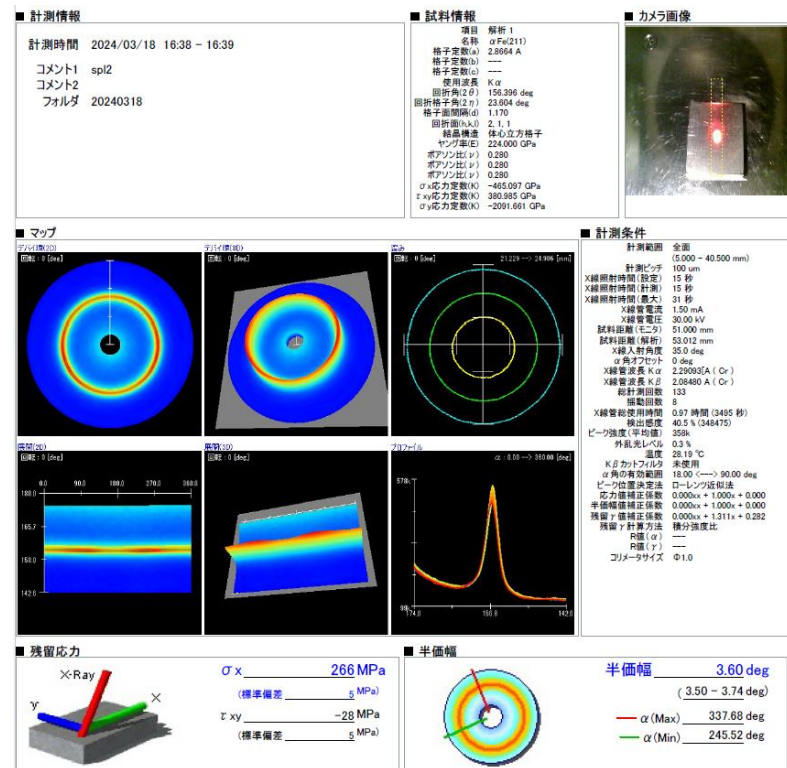 ■ 計測情報
計測時間 2024/03/18 16:38 - 16:39
コメント1 spl2
コメント2
フォルダ 20240318
■ 試料情報
項目 解析 1
名称 αFe(211)
格子定数(a) 2.8664 A
格子定数(b) ---
格子定数(c) ---
使用波長 Kα
回折角(2θ) 156.396 deg
回折格子角(2η) 23.604 deg
格子面間隔(d) 1.170
回折面(h,k,l) 2, 1, 1
結晶構造 体心立方格子
ヤング率(E) 224.000 GPa
ポアソン比(ν) 0.280
ポアソン比(ν) 0.280
ポアソン比(ν) 0.280
σx応力定数(K) -465.097 GPa
τxy応力定数(K) 380.985 GPa
σy応力定数(K) -2091.661 GPa
■ カメラ画像
■ マップ
デバイ環(2D)
回転 : 0 [deg]
デバイ環(3D)
回転 : 0 [deg]
歪み
回転 : 0 [deg]
21.229 --> 24.906 [mm]
展開(2D)
回転 : 0 [deg]
0.0 90.0 180.0 270.0 360.0
188.0
165.7
150.0
142.0
展開(3D)
回転 : 0 [deg]
プロファイル
α : 0.00 --> 360.00 [deg]
578k
99k
174.0 156.8 142.0
■ 計測条件
計測範囲 全面
(5.000 - 40.500 mm)
計測ピッチ 100 um
X線照射時間(設定) 15 秒
X線照射時間(計測) 15 秒
X線照射時間(最大) 31 秒
X線管電流 1.50 mA
X線管電圧 30.00 kV
試料距離(モニタ) 51.000 mm
試料距離(解析) 53.012 mm
X線入射角度 35.0 deg
α角オフセット 0 deg
X線管波長 Kα 2.29093[A ( Cr )
X線管波長 Kβ 2.08480 A ( Cr )
総計測回数 133
揺動回数 8
X線管総使用時間 0.97 時間 (3495 秒)
検出感度 40.5 % (348475)
ピーク強度(平均値) 358k
外乱光レベル 0.3 %
温度 28.19 °C
Kβカットフィルタ 未使用
α角の有効範囲 18.00 <---> 90.00 deg
ピーク位置決定法 ローレンツ近似法
応力値補正係数 0.000xx + 1.000x + 0.000
半価幅値補正係数 0.000xx + 1.000x + 0.000
残留γ値補正係数 0.000xx + 1.311x + 0.282
残留γ計算方法 積分強度比
R値(α) ---
R値(γ) ---
コリメータサイズ Φ1.0
■ 残留応力
X-Ray
Y
X
σx 266 MPa
(標準偏差 5 MPa)
τxy -28 MPa
(標準偏差 5 MPa)
■ 半価幅
半価幅 3.60 deg
( 3.50 - 3.74 deg)
α(Max) 337.68 deg
α(Min) 245.52 deg